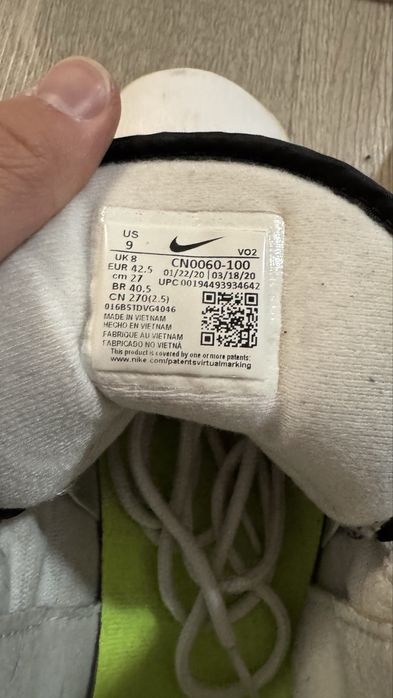 US
9
VO2
UK 8
CN0060-100
EUR 42.5
01/22/20 | 03/18/20
cm 27
UPC 00194493934642
BR 40.5
CN 270(2.5)
016B51DVG4046
MADE IN VIETNAM
HECHO EN VIETNAM
FABRIQUE AU VIETNAM
FABRICADO NO VIETNÃ
This product is covered by one or more patents:
www.nike.com/patentsvirtualmarking